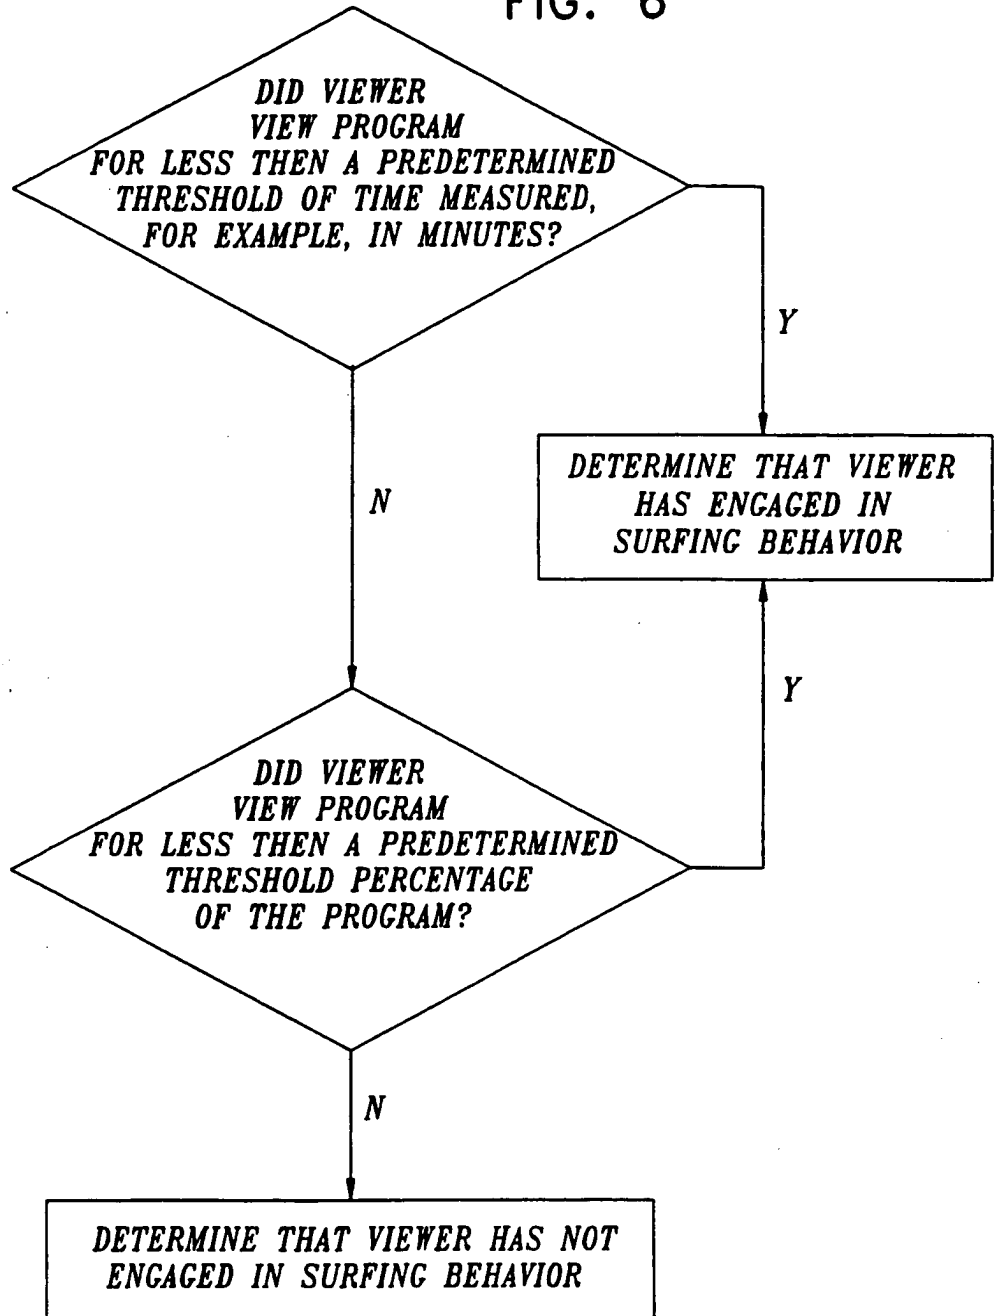 FIG. 6
DID VIEWER
VIEW PROGRAM
FOR LESS THEN A PREDETERMINED
THRESHOLD OF TIME MEASURED,
FOR EXAMPLE, IN MINUTES?
Y
N
DETERMINE THAT VIEWER
HAS ENGAGED IN
SURFING BEHAVIOR
Y
DID VIEWER
VIEW PROGRAM
FOR LESS THEN A PREDETERMINED
THRESHOLD PERCENTAGE
OF THE PROGRAM?
N
DETERMINE THAT VIEWER HAS NOT
ENGAGED IN SURFING BEHAVIOR